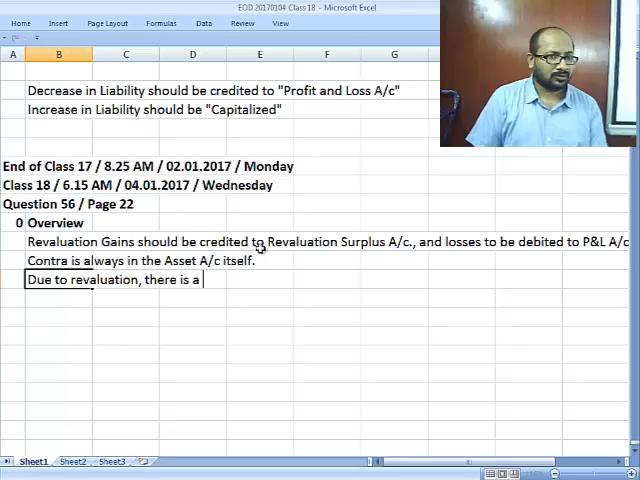 EOD 20170104 Class 18 - Microsoft Excel
Home Insert Page Layout Formulas Data Review View
A B C D E F G
Decrease in Liability should be credited to "Profit and Loss A/c"
Increase in Liability should be "Capitalized"
End of Class 17 / 8.25 AM / 02.01.2017 / Monday
Class 18 / 6.15 AM / 04.01.2017 / Wednesday
Question 56 / Page 22
0 Overview
Revaluation Gains should be credited to Revaluation Surplus A/c., and losses to be debited to P&L A/c
Contra is always in the Asset A/c itself.
Due to revaluation, there is a
Sheet1 Sheet2 Sheet3